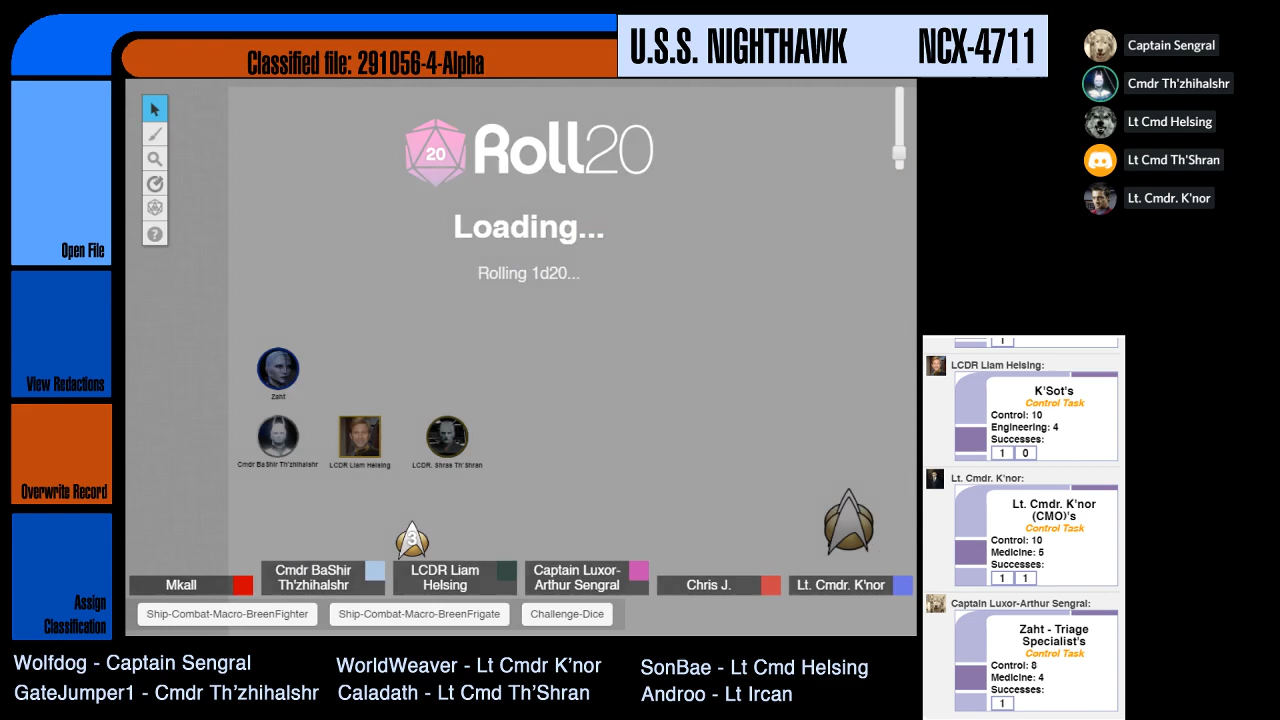 U.S.S. NIGHTHAWK NCX-4711
Classified file: 291056-4-Alpha
Captain Sengral
Cmdr Th'zhihalshr
Lt Cmd Helsing
Lt Cmd Th'Shran
Lt. Cmdr. K'nor
Open File
View Redactions
Overwrite Record
Assign
Classification
20
Roll20
Loading...
Rolling 1d20...
Zaht
Cmdr BaShir Th'zhihalshr
LCDR Liam Helsing
LCDR. Shras Th'Shran
3
Mkall
Cmdr BaShir
Th'zhihalshr
LCDR Liam
Helsing
Captain Luxor-
Arthur Sengral
Chris J.
Lt. Cmdr. K'nor
Ship-Combat-Macro-BreenFighter
Ship-Combat-Macro-BreenFrigate
Challenge-Dice
1
LCDR Liam Helsing:
K'Sot's
Control Task
Control: 10
Engineering: 4
Successes:
1 0
Lt. Cmdr. K'nor:
Lt. Cmdr. K'nor
(CMO)'s
Control Task
Control: 10
Medicine: 5
Successes:
1 1
Captain Luxor-Arthur Sengral:
Zaht - Triage
Specialist's
Control Task
Control: 8
Medicine: 4
Successes:
1
Wolfdog - Captain Sengral
WorldWeaver - Lt Cmdr K'nor
SonBae - Lt Cmd Helsing
GateJumper1 - Cmdr Th'zhihalshr
Caladath - Lt Cmd Th'Shran
Androo - Lt Ircan